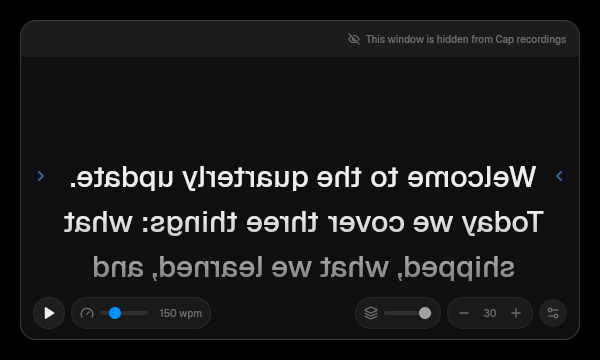 This window is hidden from Cap recordings
Welcome to the quarterly update.
Today we cover three things: what
shipped, what we learned, and
150 wpm
30